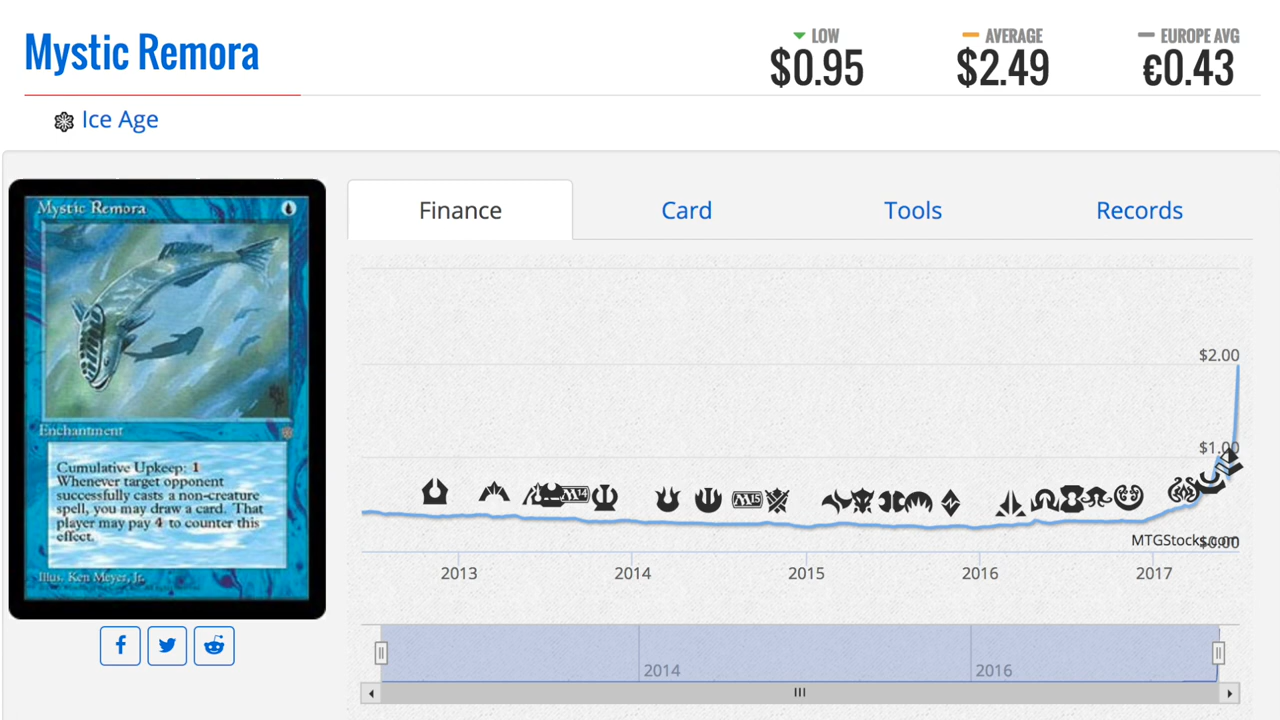 Mystic Remora
LOW
$0.95
AVERAGE
$2.49
EUROPE AVG
€0.43
Ice Age
Mystic Remora
Enchantment
Cumulative Upkeep: 1
Whenever target opponent
successfully casts a non-creature
spell, you may draw a card. That
player may pay 4 to counter this
effect.
Illus. Ken Meyer, Jr.
Finance
Card
Tools
Records
$2.00
$1.00
M14
M15
MTGStocks.com
$0.00
2013
2014
2015
2016
2017
2014
2016